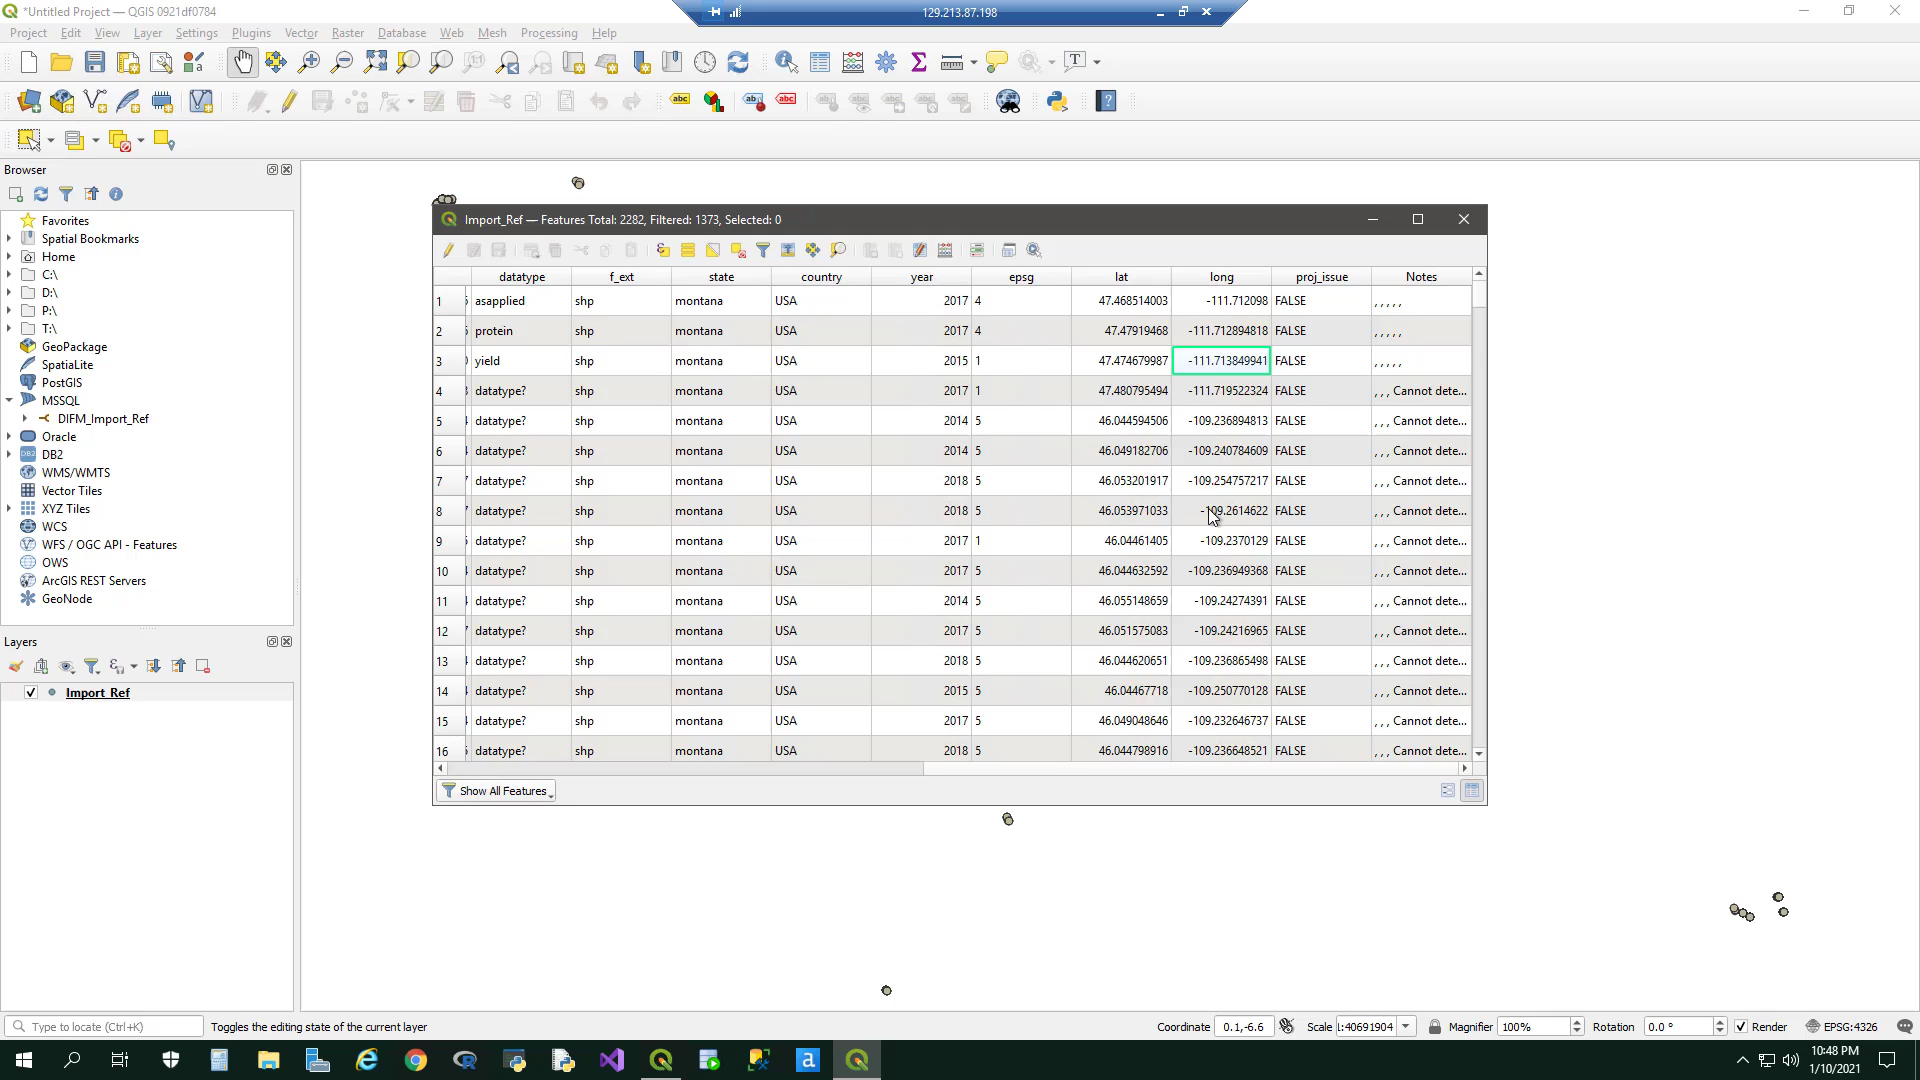 *Untitled Project — QGIS 0921df0784
129.213.87.198
Project Edit View Layer Settings Plugins Vector Raster Database Web Mesh Processing Help
Browser
Favorites
Spatial Bookmarks
Home
C:\
D:\
P:\
T:\
GeoPackage
SpatiaLite
PostGIS
MSSQL
DIFM_Import_Ref
Oracle
DB2
WMS/WMTS
Vector Tiles
XYZ Tiles
WCS
WFS / OGC API - Features
OWS
ArcGIS REST Servers
GeoNode
Layers
Import_Ref
Import_Ref — Features Total: 2282, Filtered: 1373, Selected: 0
datatype f_ext state country year epsg lat long proj_issue Notes
1 asapplied shp montana USA 2017 4 47.468514003 -111.712098 FALSE , , , , ,
2 protein shp montana USA 2017 4 47.47919468 -111.712894818 FALSE , , , , ,
3 yield shp montana USA 2015 1 47.474679987 -111.713849941 FALSE , , , , ,
4 datatype? shp montana USA 2017 1 47.480795494 -111.719522324 FALSE , , , Cannot dete...
5 datatype? shp montana USA 2014 5 46.044594506 -109.236894813 FALSE , , , Cannot dete...
6 datatype? shp montana USA 2014 5 46.049182706 -109.240784609 FALSE , , , Cannot dete...
7 datatype? shp montana USA 2018 5 46.053201917 -109.254757217 FALSE , , , Cannot dete...
8 datatype? shp montana USA 2018 5 46.053971033 -109.2614622 FALSE , , , Cannot dete...
9 datatype? shp montana USA 2017 1 46.04461405 -109.2370129 FALSE , , , Cannot dete...
10 datatype? shp montana USA 2017 5 46.044632592 -109.236949368 FALSE , , , Cannot dete...
11 datatype? shp montana USA 2014 5 46.055148659 -109.24274391 FALSE , , , Cannot dete...
12 datatype? shp montana USA 2017 5 46.051575083 -109.24216965 FALSE , , , Cannot dete...
13 datatype? shp montana USA 2018 5 46.044620651 -109.236865498 FALSE , , , Cannot dete...
14 datatype? shp montana USA 2015 5 46.04467718 -109.250770128 FALSE , , , Cannot dete...
15 datatype? shp montana USA 2017 5 46.049048646 -109.232646737 FALSE , , , Cannot dete...
16 datatype? shp montana USA 2018 5 46.044798916 -109.236648521 FALSE , , , Cannot dete...
Show All Features
Type to locate (Ctrl+K) Toggles the editing state of the current layer Coordinate 0.1,-6.6 Scale 1:40691904 Magnifier 100% Rotation 0.0 ° Render EPSG:4326
10:48 PM
1/10/2021